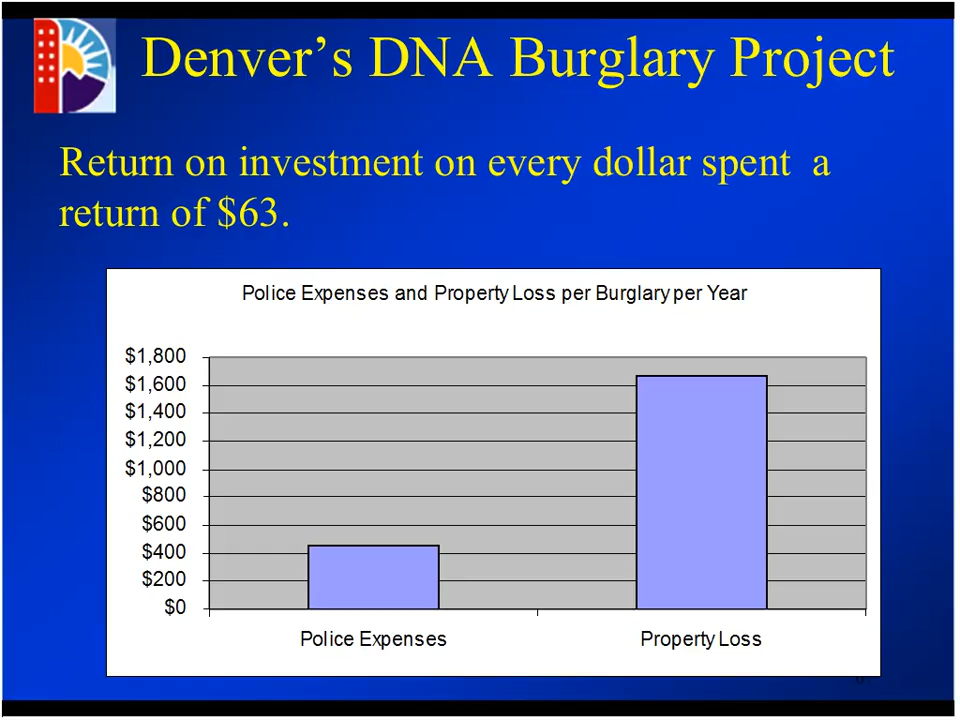 Denver's DNA Burglary Project
Return on investment on every dollar spent a
return of $63.
Police Expenses and Property Loss per Burglary per Year
$1,800
$1,600
$1,400
$1,200
$1,000
$800
$600
$400
$200
$0
Police Expenses
Property Loss